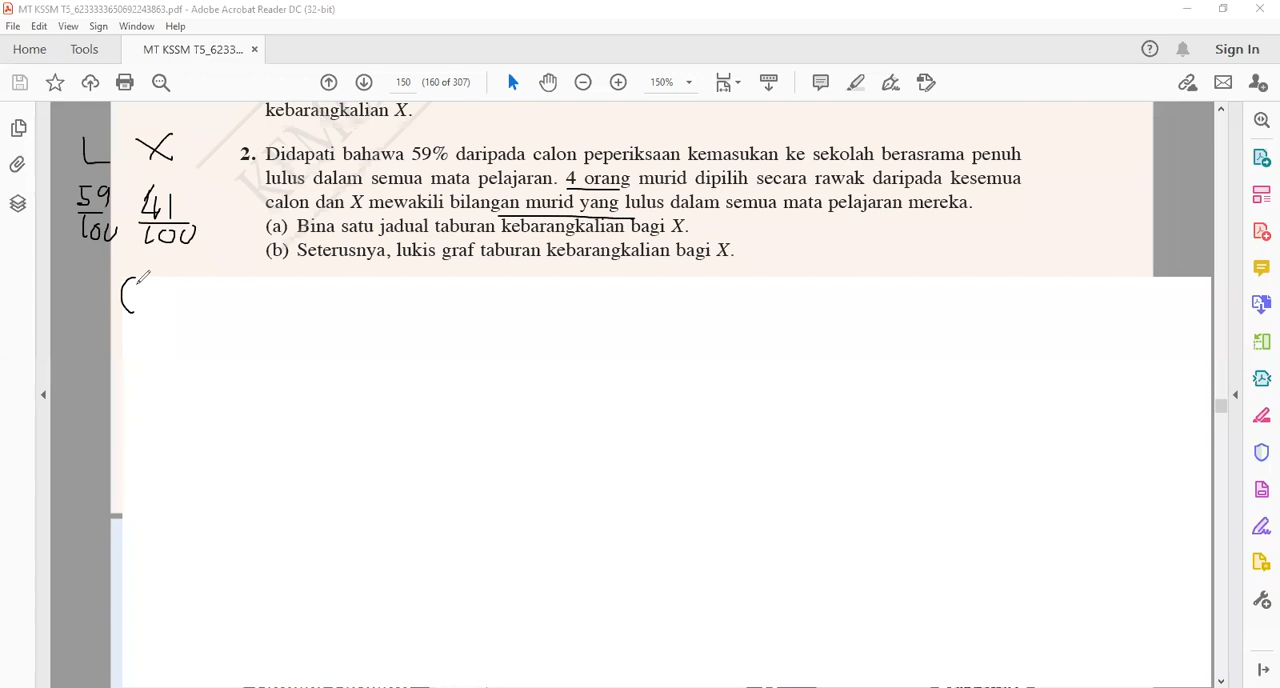 MT KSSM T5_6233333650692243863.pdf - Adobe Acrobat Reader DC (32-bit)
File Edit View Sign Window Help
Home Tools MT KSSM T5_6233... × Sign In
150 (160 of 307) 150%
kebarangkalian X.
L X
59/100 41/100
2. Didapati bahawa 59% daripada calon peperiksaan kemasukan ke sekolah berasrama penuh
lulus dalam semua mata pelajaran. 4 orang murid dipilih secara rawak daripada kesemua
calon dan X mewakili bilangan murid yang lulus dalam semua mata pelajaran mereka.
(a) Bina satu jadual taburan kebarangkalian bagi X.
(b) Seterusnya, lukis graf taburan kebarangkalian bagi X.
(